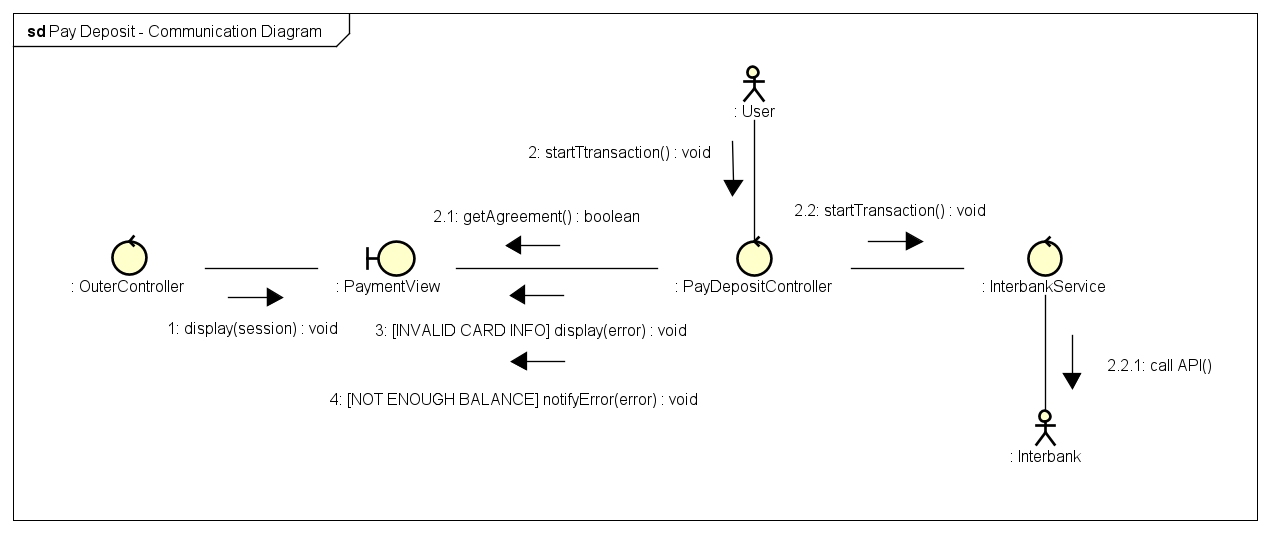 sd Pay Deposit - Communication Diagram
: User
2: startTtransaction() : void
2.1: getAgreement() : boolean
2.2: startTransaction() : void
: OuterController
: PaymentView
: PayDepositController
: InterbankService
1: display(session) : void
3: [INVALID CARD INFO] display(error) : void
2.2.1: call API()
4: [NOT ENOUGH BALANCE] notifyError(error) : void
: Interbank